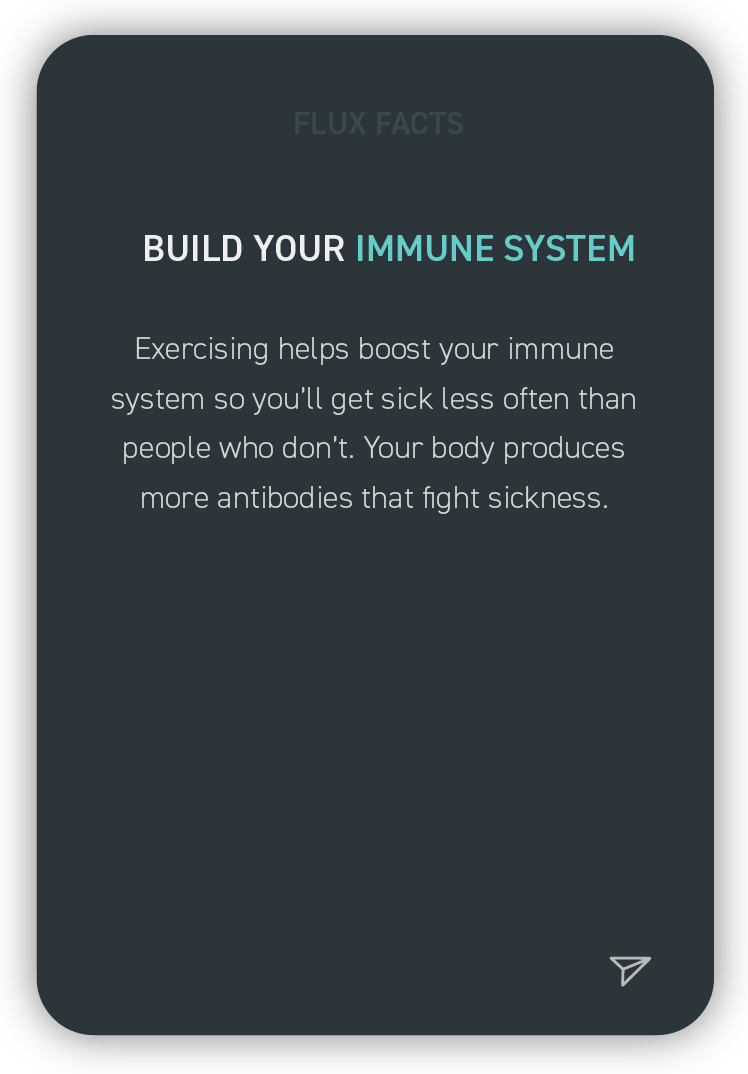 FLUX FACTS
BUILD YOUR IMMUNE SYSTEM
Exercising helps boost your immune
system so you’ll get sick less often than
people who don’t. Your body produces
more antibodies that fight sickness.